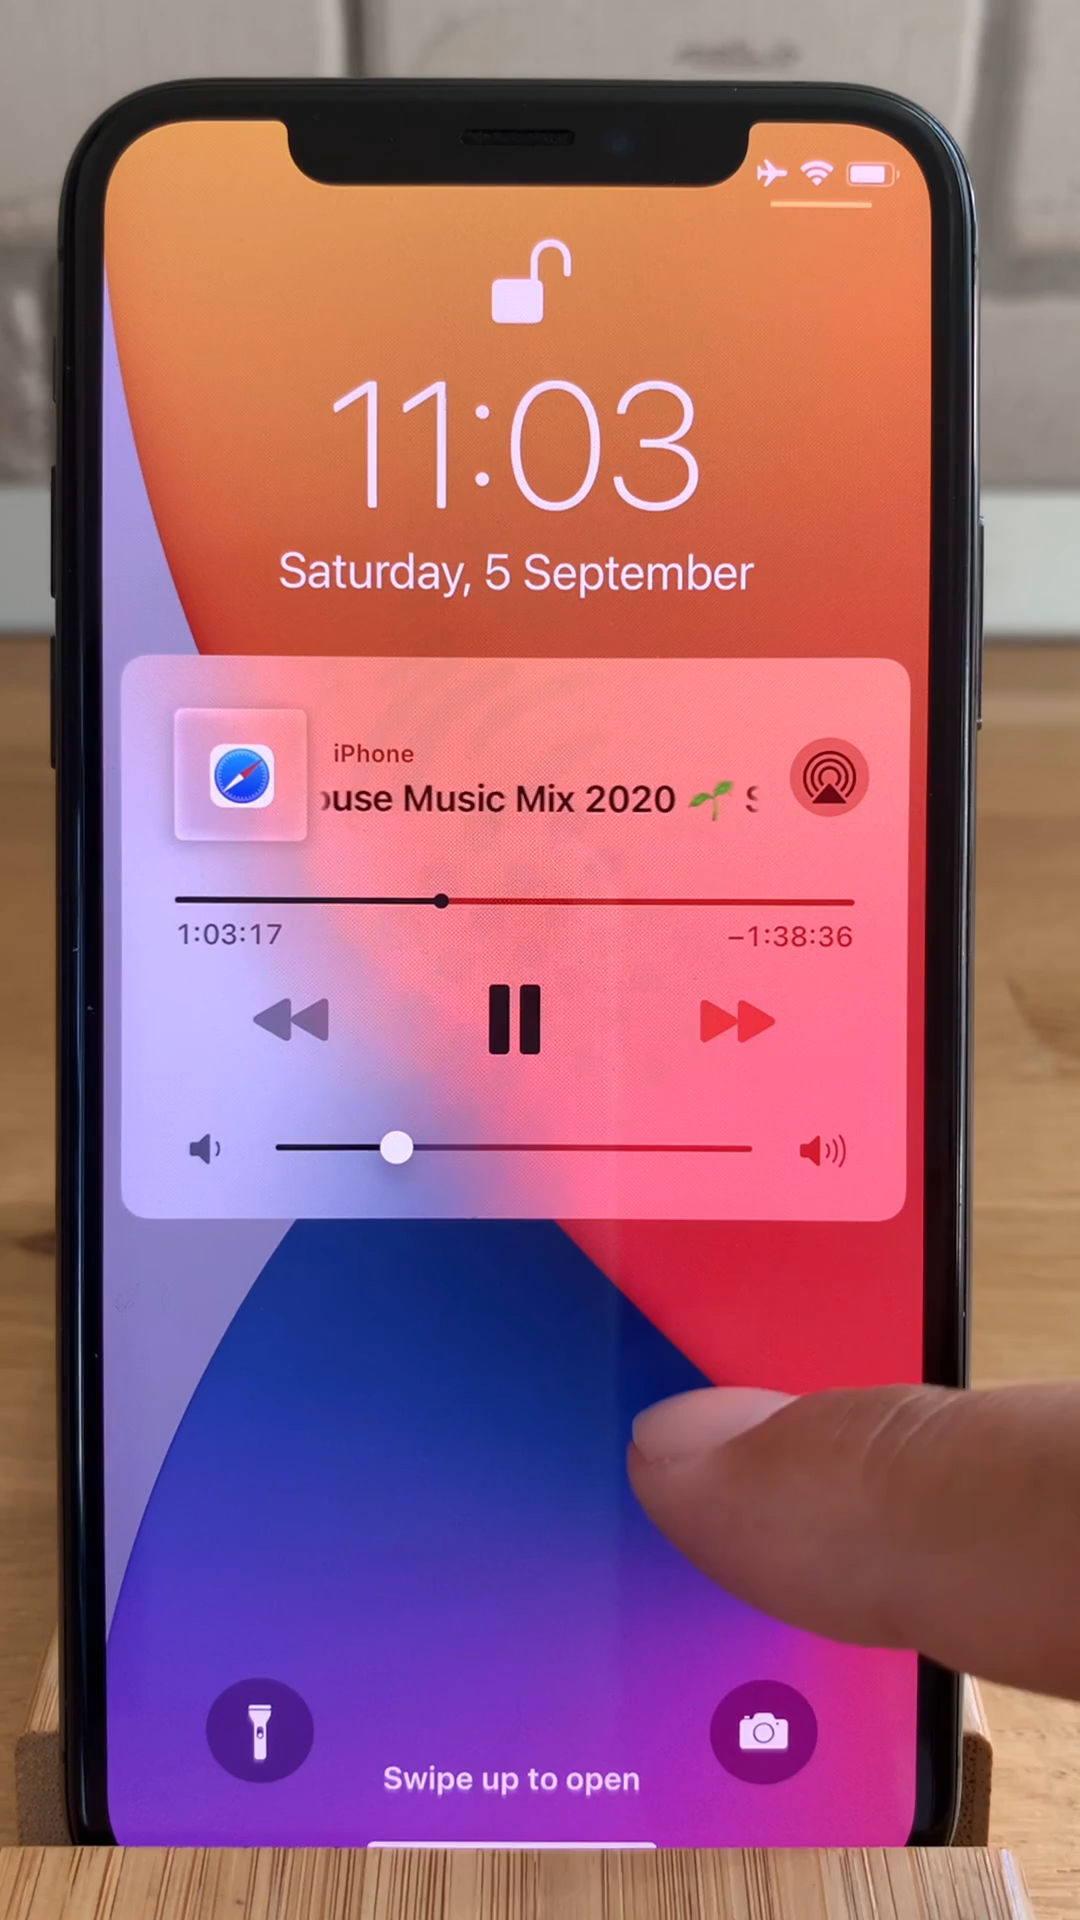 11:03
Saturday, 5 September
iPhone
Music Mix 2020 🌱
1:03:17
−1:38:36
Swipe up to open